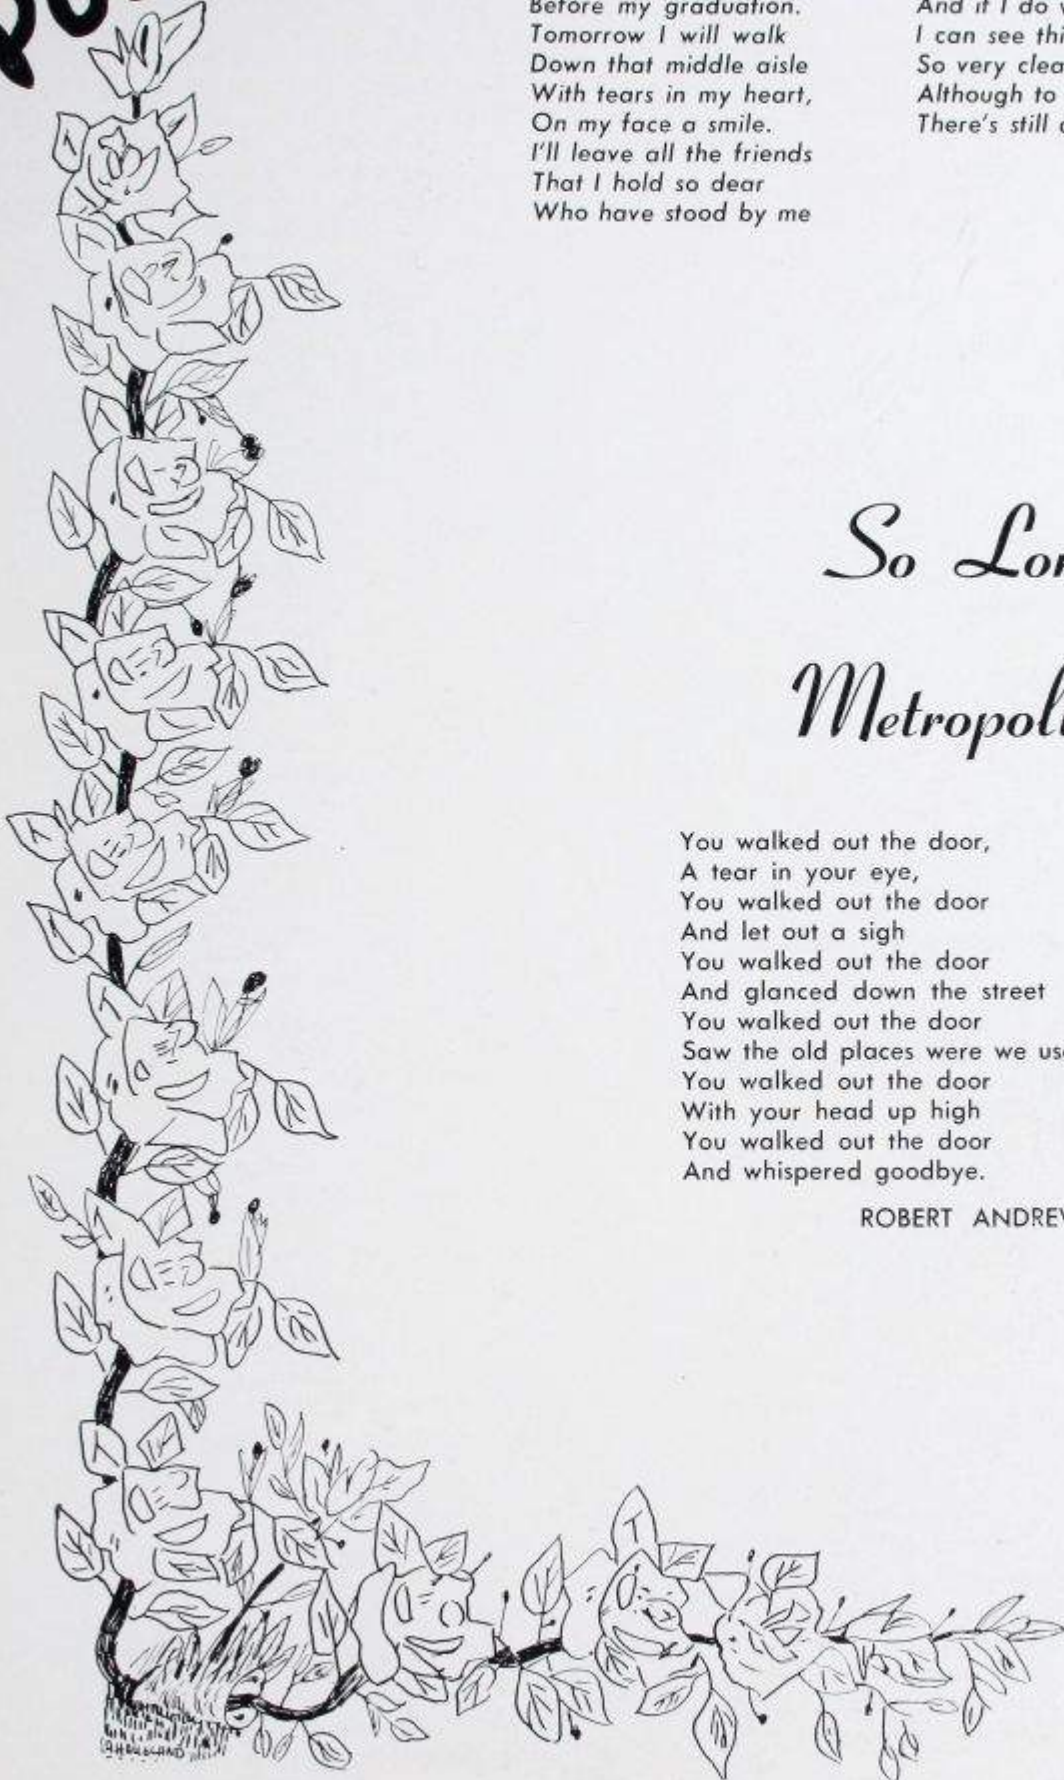 Before my graduation.
Tomorrow I will walk
Down that middle aisle
With tears in my heart,
On my face a smile.
I'll leave all the friends
That I hold so dear
Who have stood by me
And if I do
I can see
So very
Although to
There's still
So
You walked out the door,
A tear in your eye,
You walked out the door
And let out a sigh
You walked out the door
And glanced down the street
You walked out the door
Saw the old places were we
You walked out the door
With your head up high
You walked out the door
And whispered goodbye.
ROBERT